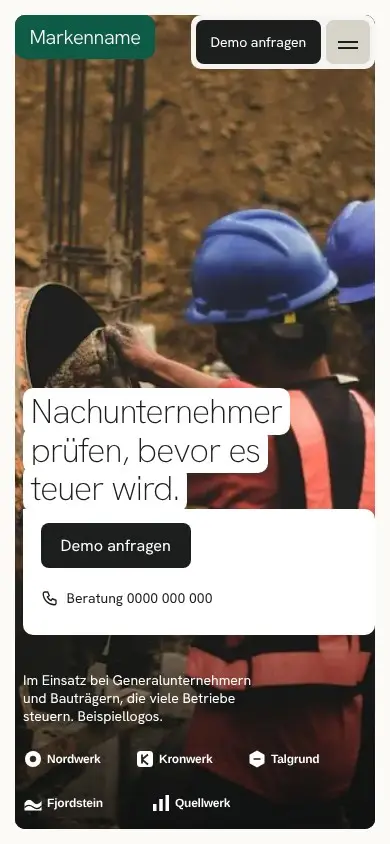 Markenname
Demo anfragen
Nachunternehmer
prüfen, bevor es
teuer wird.
Demo anfragen
Beratung 0000 000 000
Im Einsatz bei Generalunternehmern
und Bauträgern, die viele Betriebe
steuern. Beispiellogos.
Nordwerk
Kronwerk
Talgrund
Fjordstein
Quellwerk